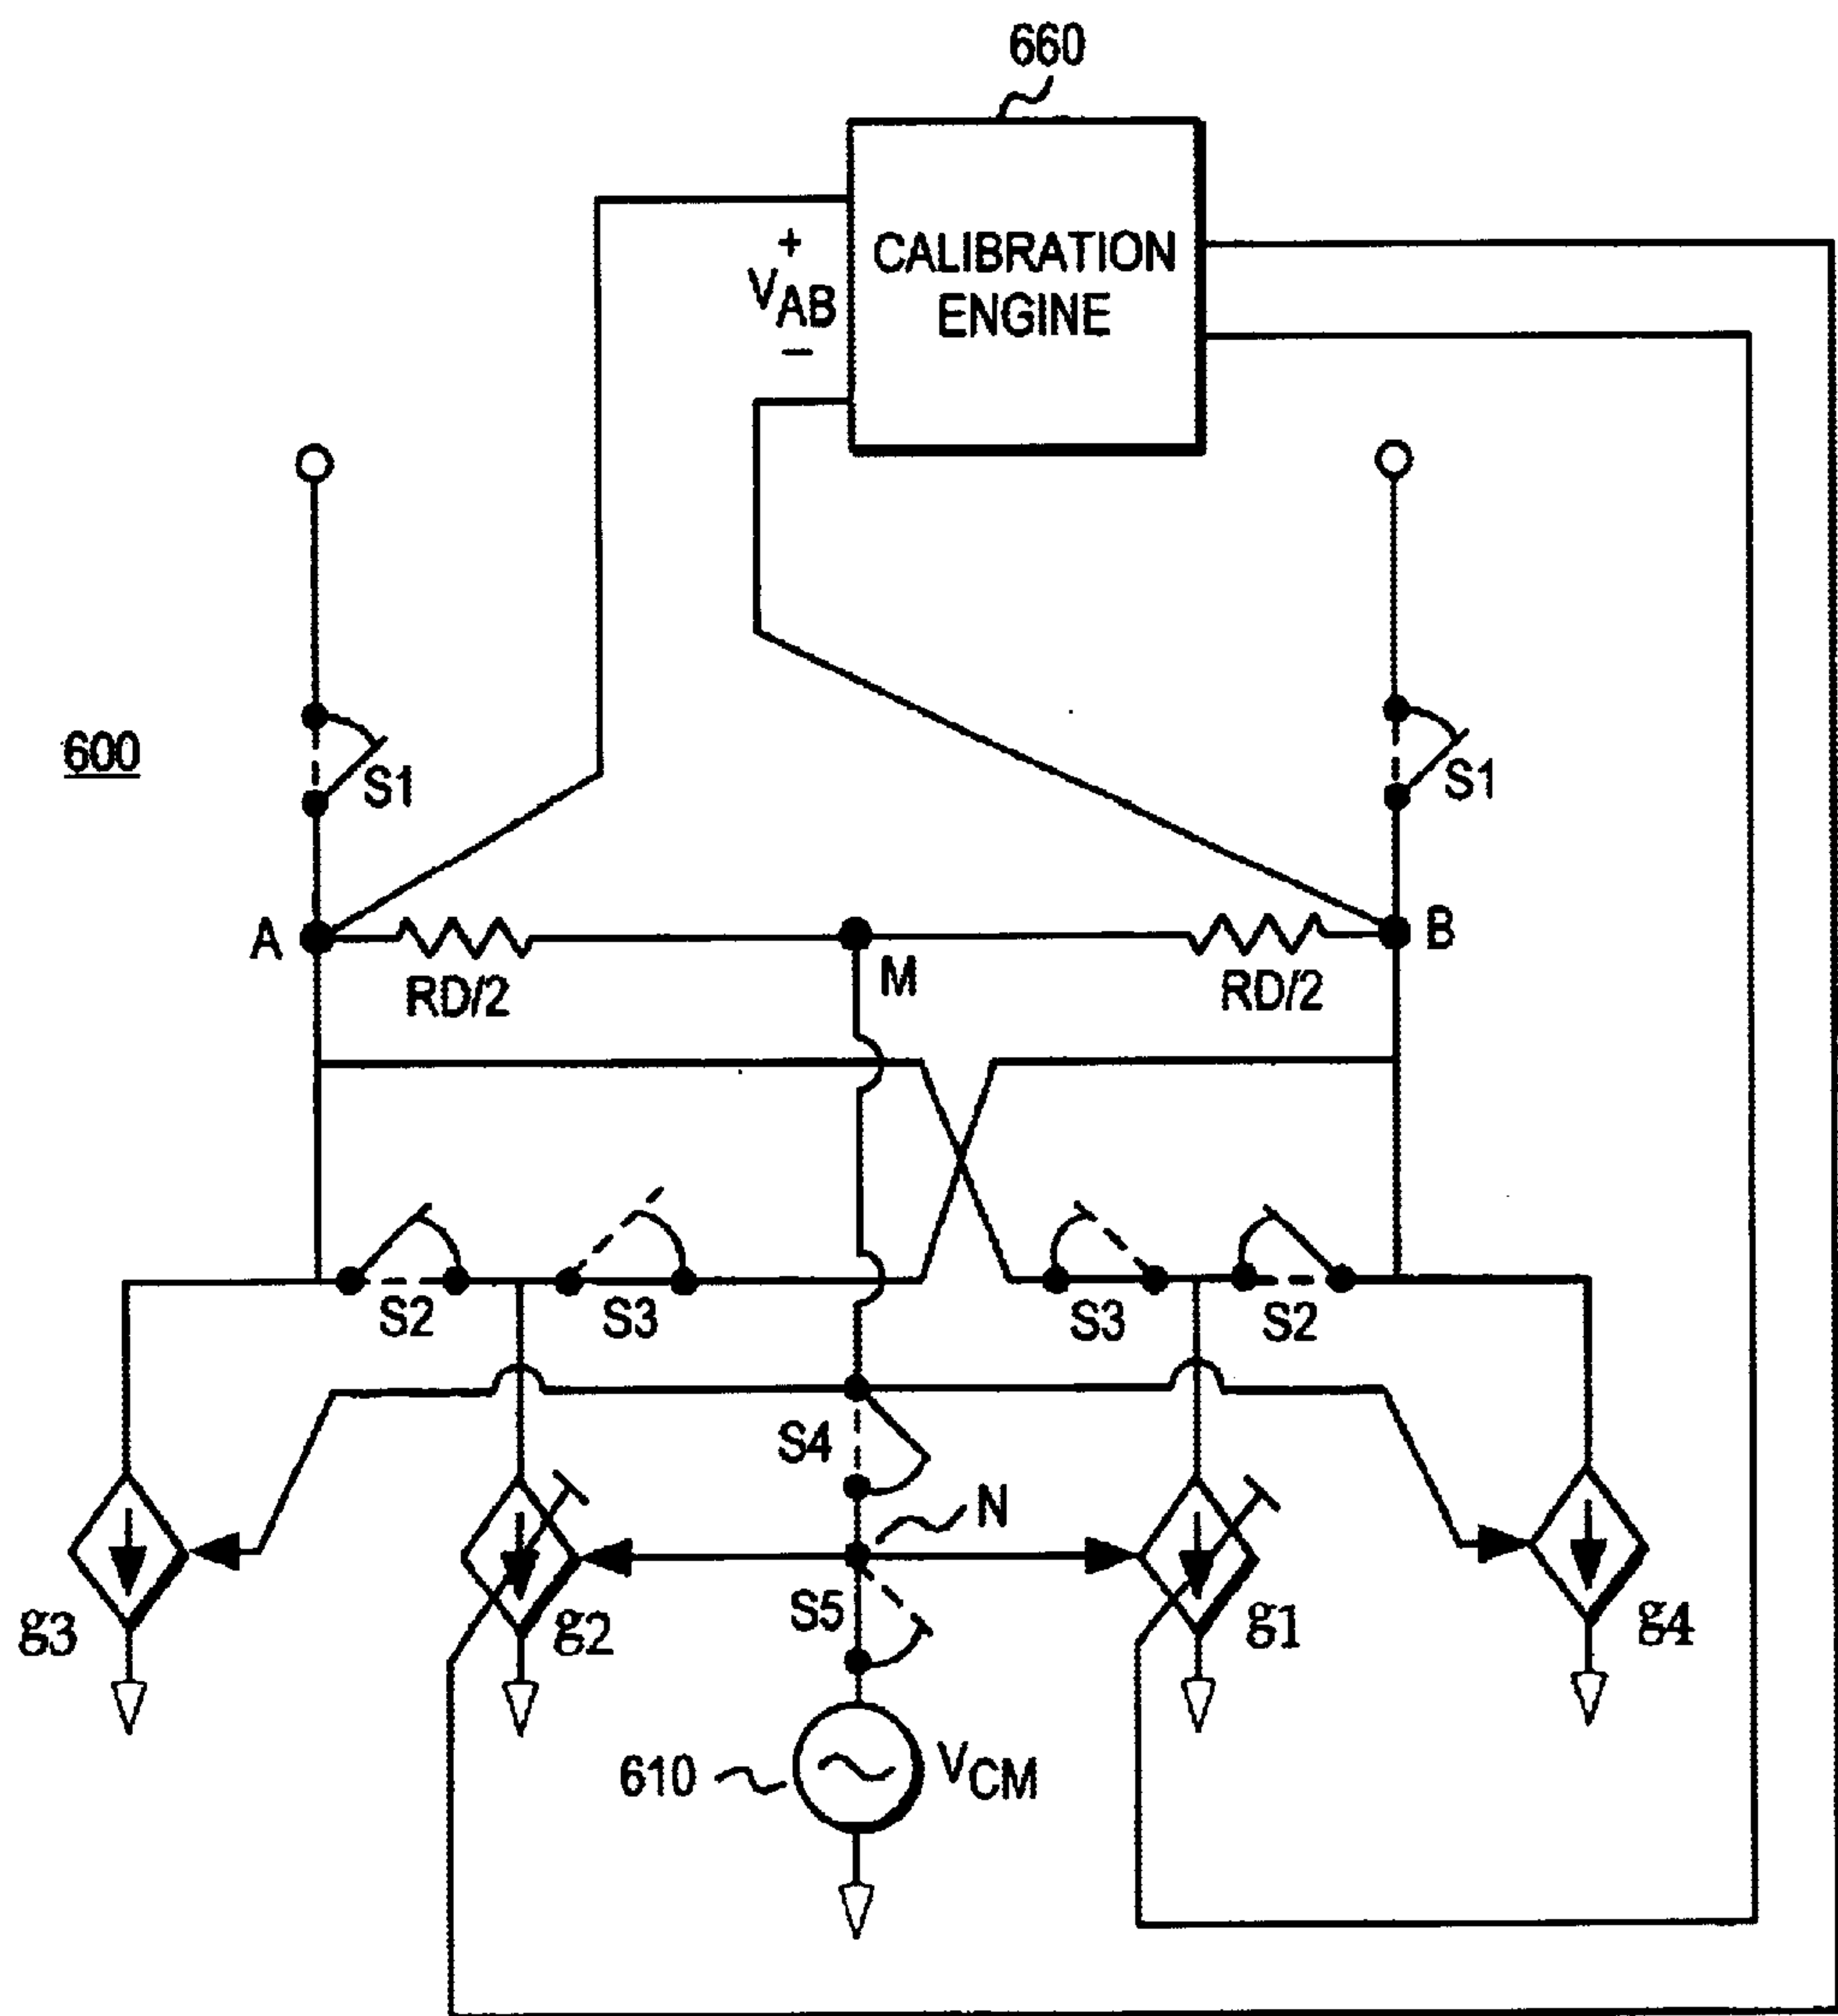 660
+
CALIBRATION
VAB
ENGINE
−
600
S1
S1
A
B
M
RD/2
RD/2
S2
S3
S3
S2
S4
N
S5
g3
g2
g1
g4
610
VCM